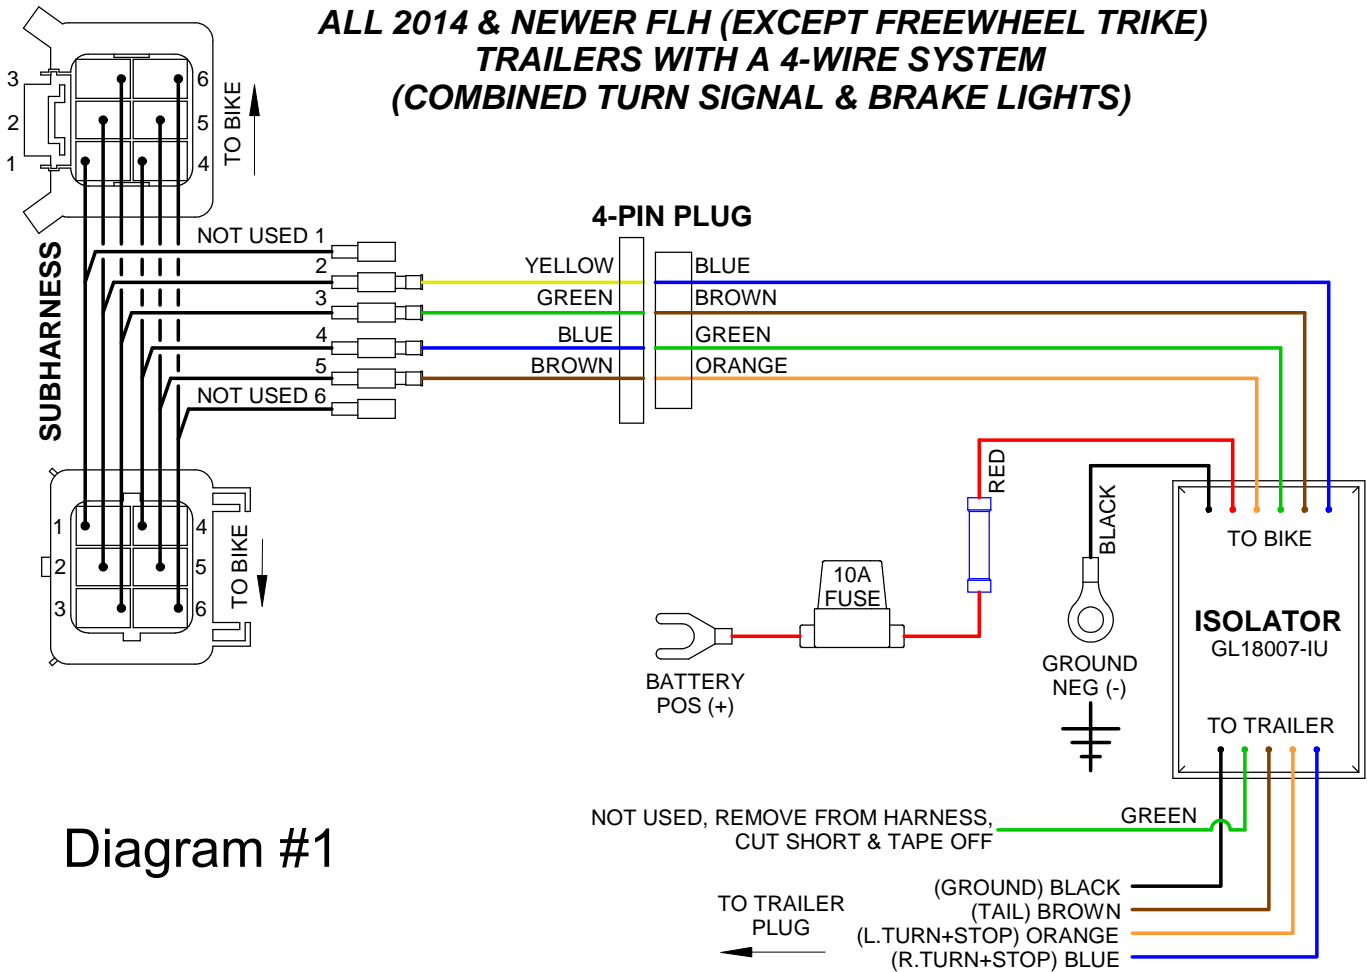 ALL 2014 & NEWER FLH (EXCEPT FREEWHEEL TRIKE)
TRAILERS WITH A 4-WIRE SYSTEM
(COMBINED TURN SIGNAL & BRAKE LIGHTS)
3
2
1
6
5
4
TO BIKE
SUBHARNESS
NOT USED 1
2
3
4
5
NOT USED 6
4-PIN PLUG
YELLOW
GREEN
BLUE
BROWN
BLUE
BROWN
GREEN
ORANGE
1
2
3
4
5
6
TO BIKE
RED
BLACK
10A
FUSE
BATTERY
POS (+)
GROUND
NEG (-)
TO BIKE
ISOLATOR
GL18007-IU
TO TRAILER
NOT USED, REMOVE FROM HARNESS,
CUT SHORT & TAPE OFF
GREEN
Diagram #1
TO TRAILER
PLUG
(GROUND) BLACK
(TAIL) BROWN
(L.TURN+STOP) ORANGE
(R.TURN+STOP) BLUE